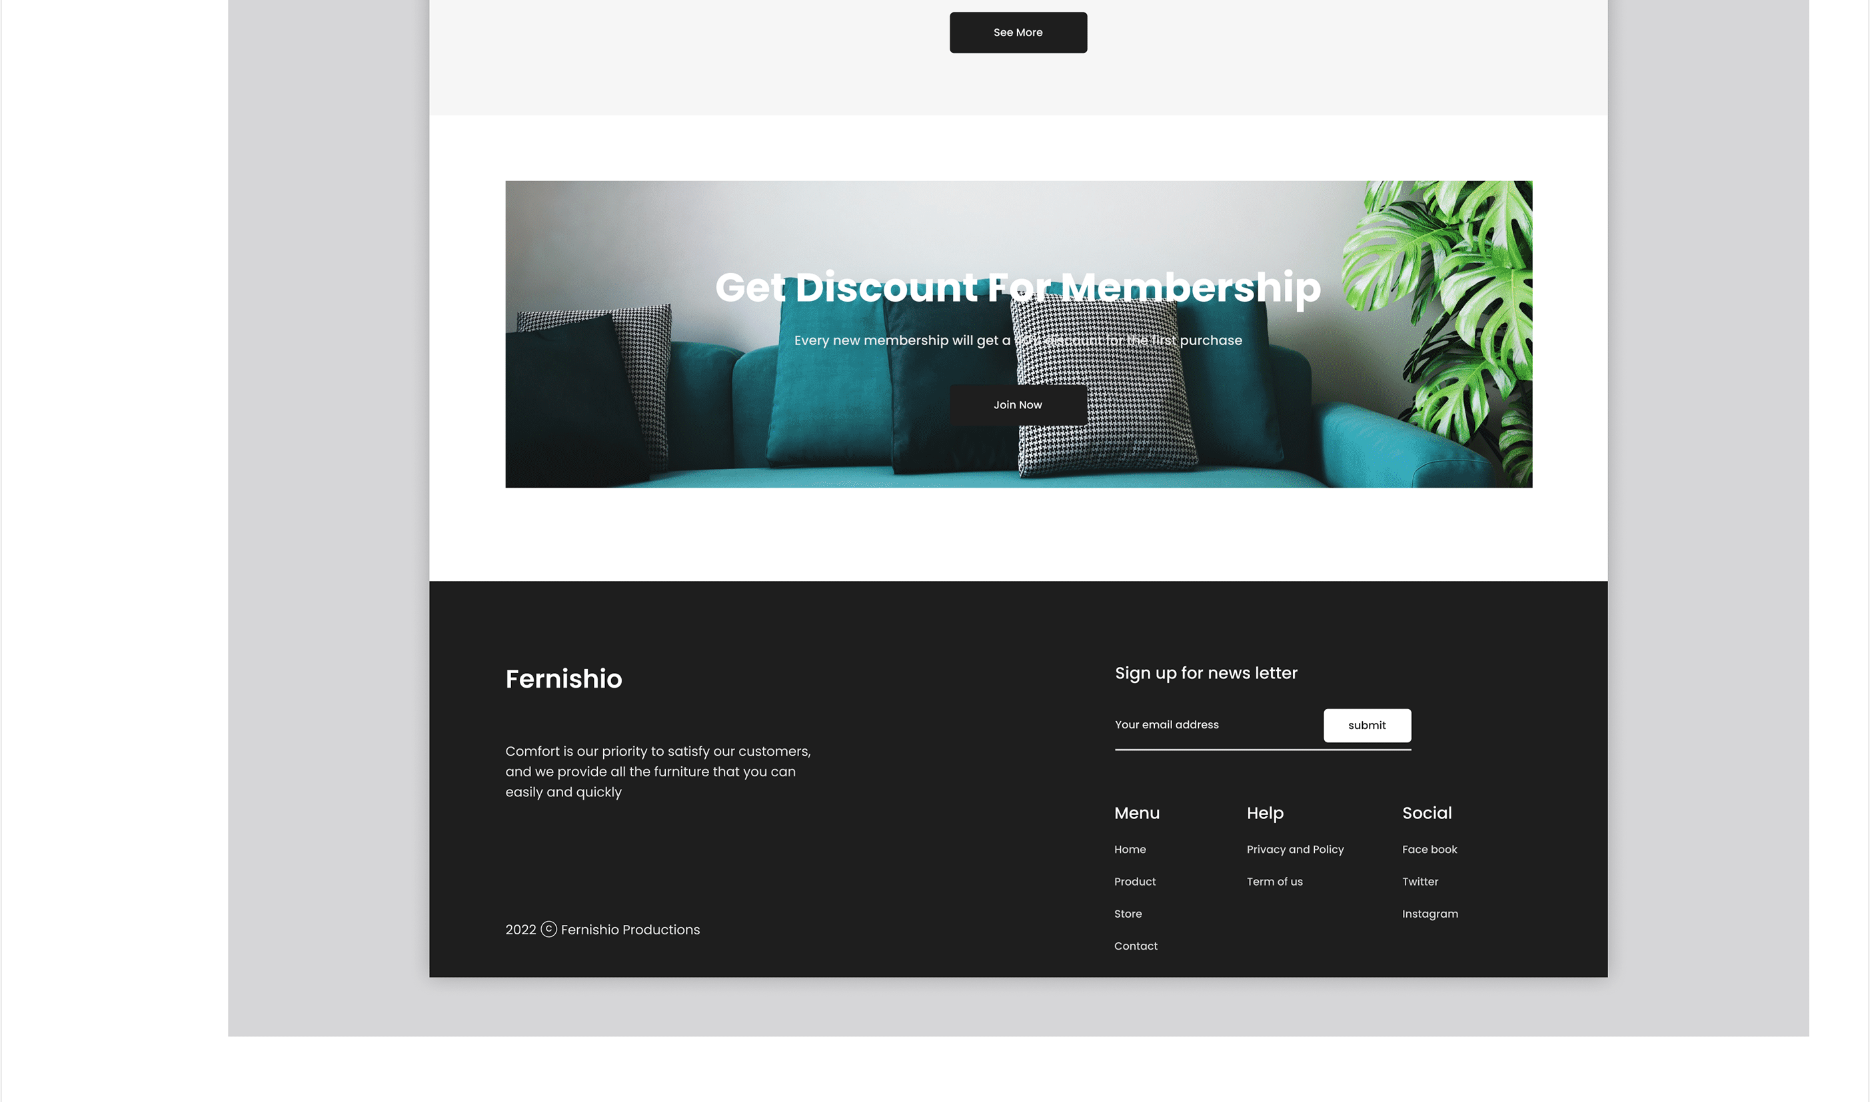 See More
Get Discount For Membership
Every new membership will get a discount for the first purchase
Join Now
Fernishio
Comfort is our priority to satisfy our customers,
and we provide all the furniture that you can
easily and quickly
2022 © Fernishio Productions
Sign up for news letter
Your email address
submit
Menu
Home
Product
Store
Contact
Help
Privacy and Policy
Term of us
Social
Face book
Twitter
Instagram